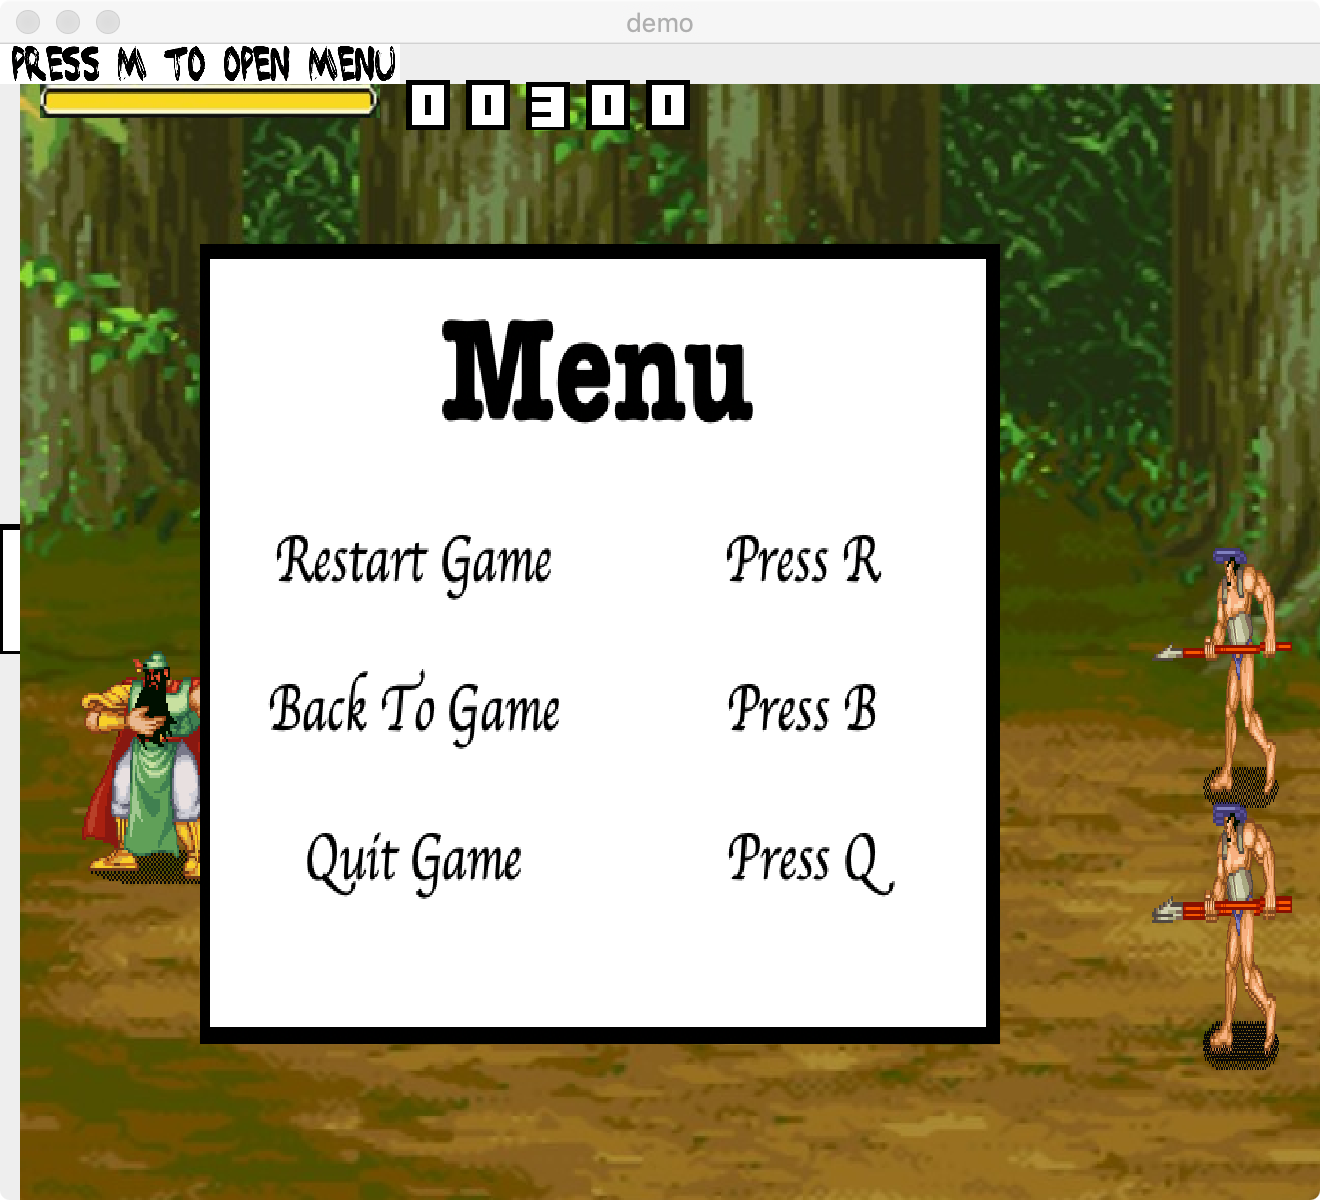 demo
PRESS M TO OPEN MENU
00300
Menu
Restart Game Press R
Back To Game Press B
Quit Game Press Q